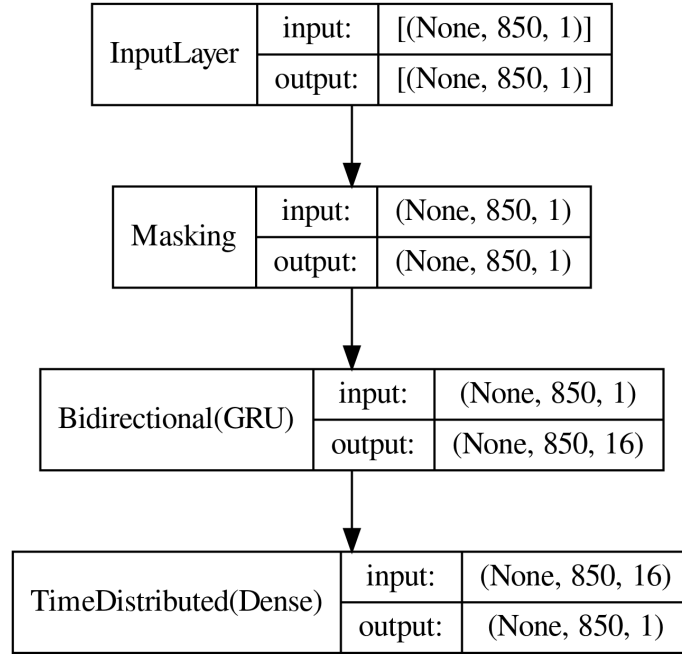 InputLayer
input: [(None, 850, 1)]
output: [(None, 850, 1)]
Masking
input: (None, 850, 1)
output: (None, 850, 1)
Bidirectional(GRU)
input: (None, 850, 1)
output: (None, 850, 16)
TimeDistributed(Dense)
input: (None, 850, 16)
output: (None, 850, 1)